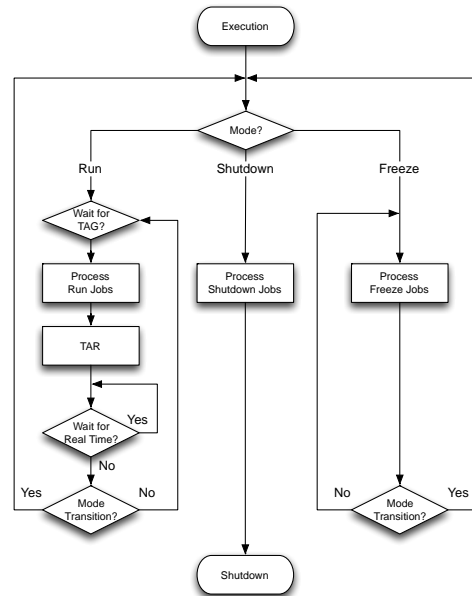 Execution
Mode?
Run
Shutdown
Freeze
Wait for
TAG?
Process
Run Jobs
Process
Shutdown Jobs
Process
Freeze Jobs
TAR
Wait for
Real Time?
Yes
No
Yes
Mode
Transition?
No
No
Mode
Transition?
Yes
Shutdown